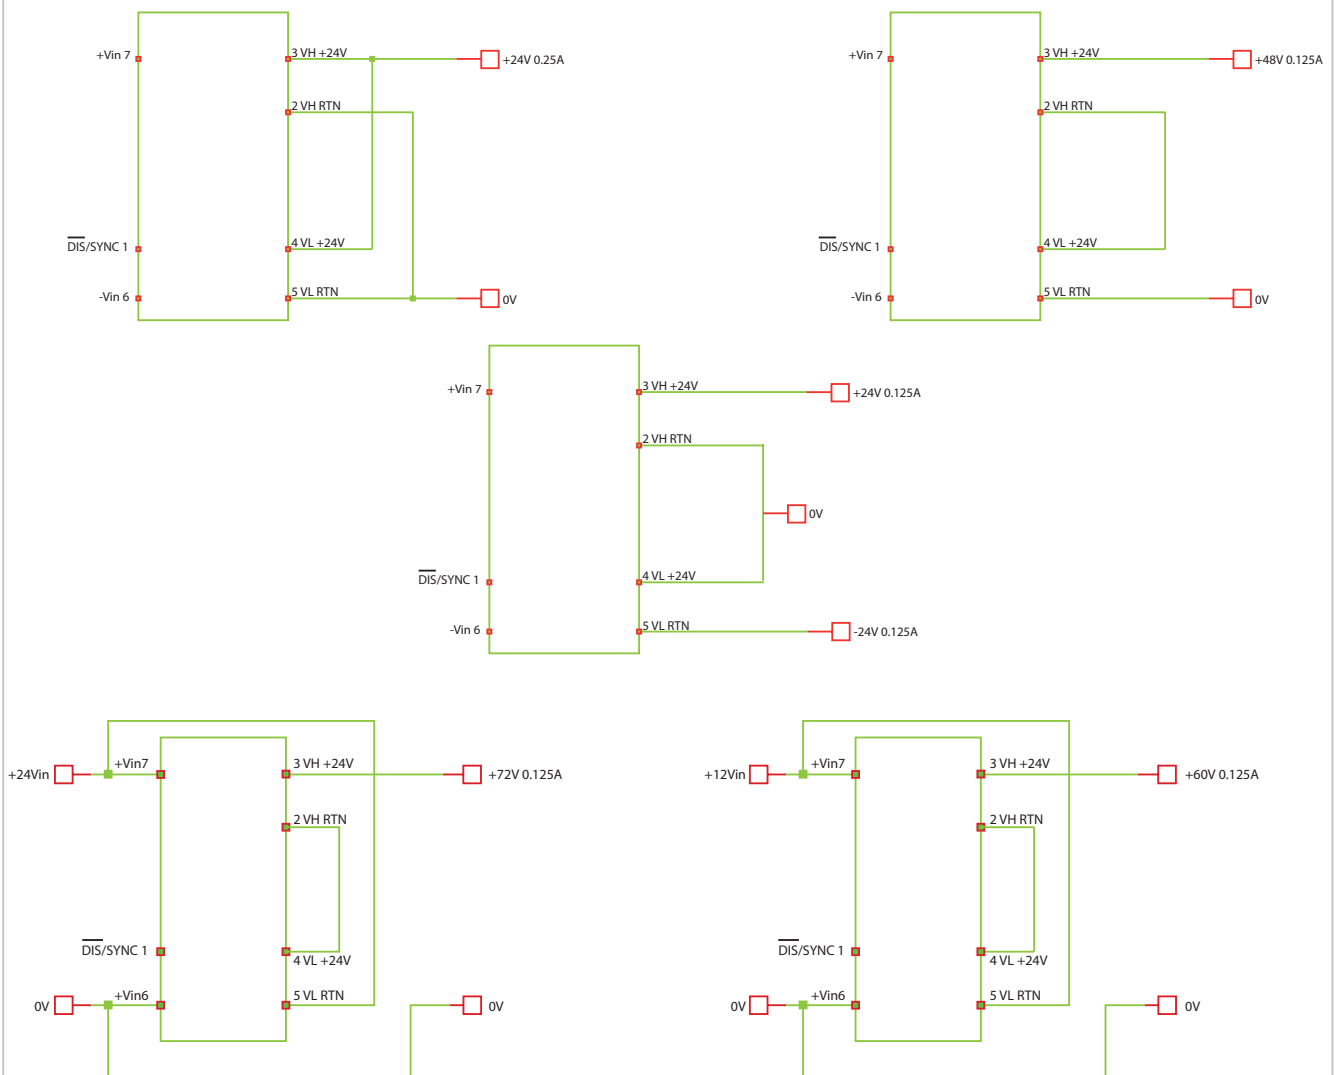 +Vin 7
3 VH +24V
+24V 0.25A
2 VH RTN
DIS/SYNC 1
4 VL +24V
-Vin 6
5 VL RTN
0V
+Vin 7
3 VH +24V
+48V 0.125A
2 VH RTN
DIS/SYNC 1
4 VL +24V
-Vin 6
5 VL RTN
0V
+Vin 7
3 VH +24V
+24V 0.125A
2 VH RTN
0V
DIS/SYNC 1
4 VL +24V
-Vin 6
5 VL RTN
-24V 0.125A
+24Vin
+Vin7
3 VH +24V
+72V 0.125A
2 VH RTN
DIS/SYNC 1
4 VL +24V
0V
+Vin6
5 VL RTN
0V
+12Vin
+Vin7
3 VH +24V
+60V 0.125A
2 VH RTN
DIS/SYNC 1
4 VL +24V
0V
+Vin6
5 VL RTN
0V